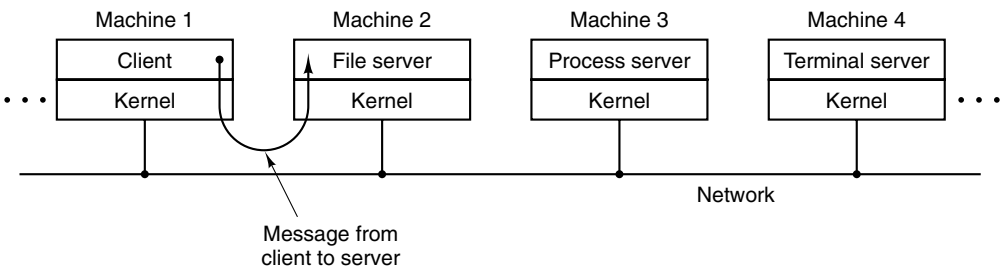 Machine 1
Machine 2
Machine 3
Machine 4
Client
File server
Process server
Terminal server
Kernel
Kernel
Kernel
Kernel
Network
Message from
client to server